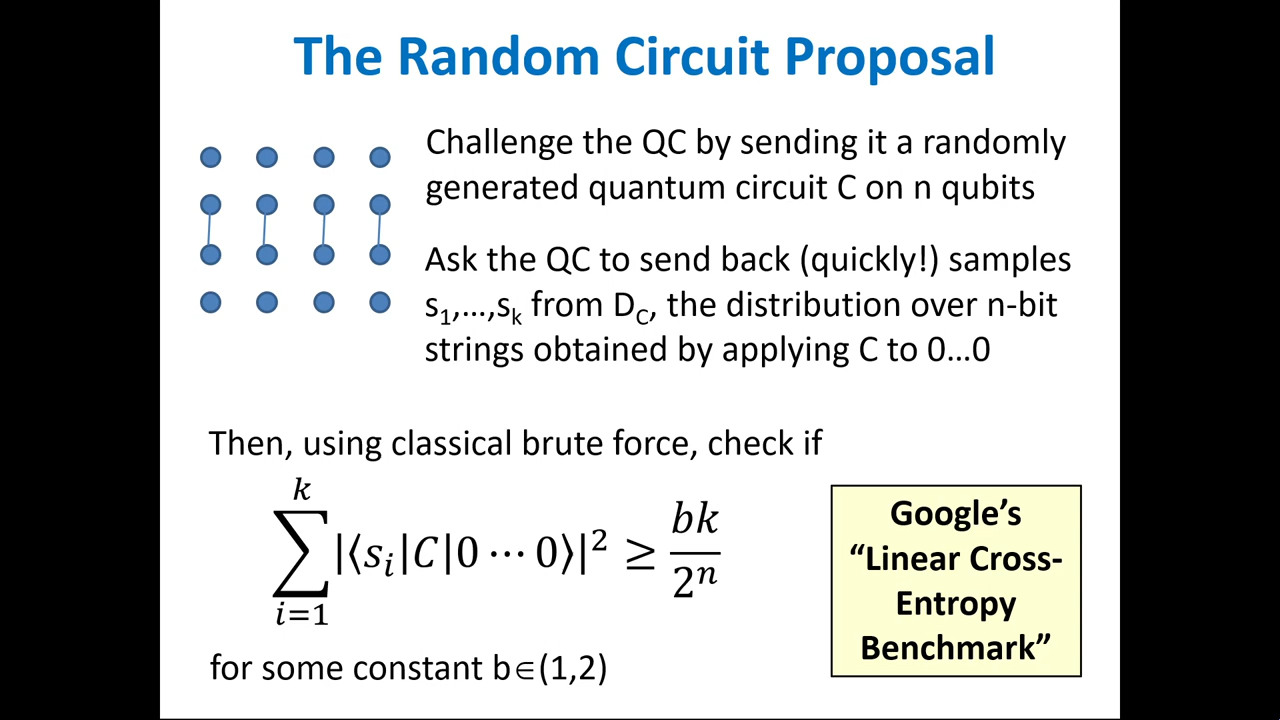 The Random Circuit Proposal
Challenge the QC by sending it a randomly
generated quantum circuit C on n qubits
Ask the QC to send back (quickly!) samples
s₁,…,sₖ from D_C, the distribution over n-bit
strings obtained by applying C to 0…0
Then, using classical brute force, check if
∑_{i=1}^{k} |⟨sᵢ|C|0⋯0⟩|² ≥ bk/2ⁿ
for some constant b∈(1,2)
Google’s
“Linear Cross-
Entropy
Benchmark”